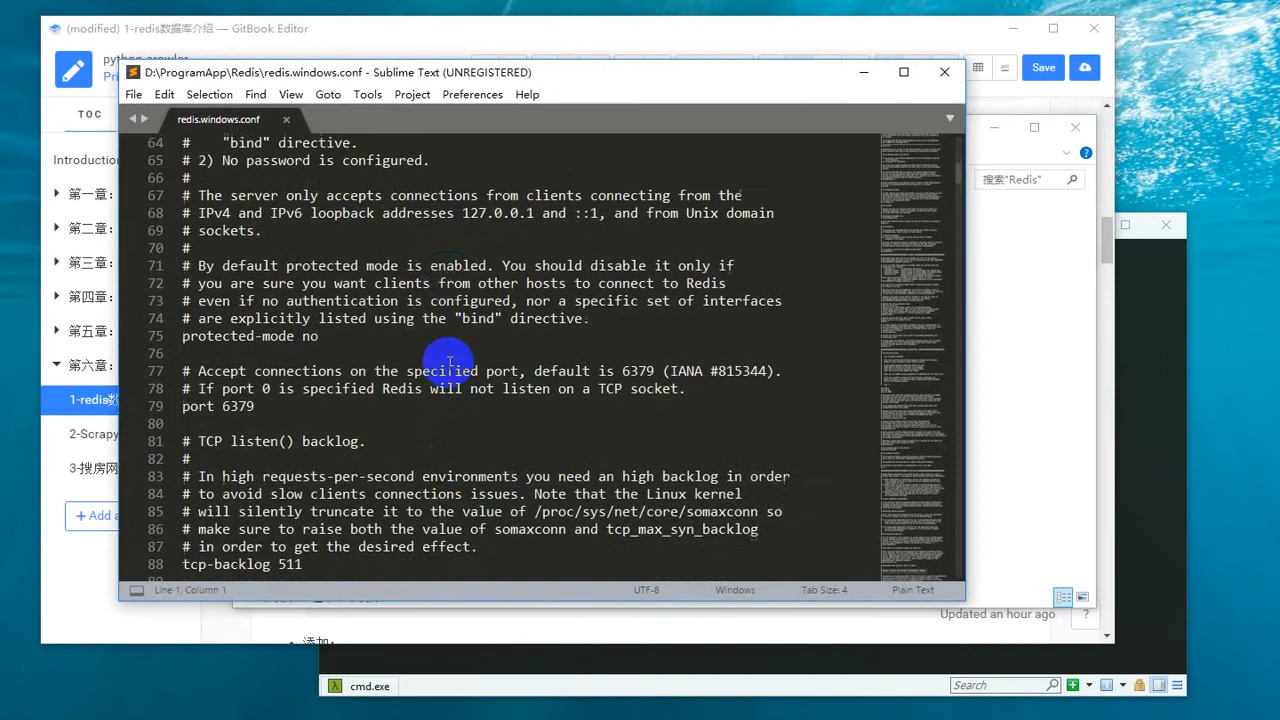 (modified) 1-redis数据库介绍 — GitBook Editor
Save
TOC
Introduction
第一章:
第二章:
第三章:
第四章:
第五章:
第六章:
2-Scrapy
3-搜房网
Add a
D:\ProgramApp\Redis\redis.windows.conf - Sublime Text (UNREGISTERED)
File Edit Selection Find View Goto Tools Project Preferences Help
redis.windows.conf
64 # "bind" directive.
65 # 2) No password is configured.
66 #
67 # The server only accepts connections from clients connecting from the
68 # IPv4 and IPv6 loopback addresses 127.0.0.1 and ::1, and from Unix domain
69 # sockets.
70 #
71 # By default protected mode is enabled. You should disable it only if
72 # you are sure you want clients from other hosts to connect to Redis
73 # even if no authentication is configured, nor a specific set of interfaces
74 # are explicitly listed using the "bind" directive.
75 protected-mode no
76
77 # Accept connections on the specified port, default is 6379 (IANA #815344).
78 # If port 0 is specified Redis will not listen on a TCP socket.
79 port 6379
80
81 # TCP listen() backlog.
82 #
83 # In high requests-per-second environments you need an high backlog in order
84 # to avoid slow clients connections issues. Note that the Linux kernel
85 # will silently truncate it to the value of /proc/sys/net/core/somaxconn so
86 # make sure to raise both the value of somaxconn and tcp_max_syn_backlog
87 # in order to get the desired effect.
88 tcp-backlog 511
Line 1, Column 1 UTF-8 Windows Tab Size: 4 Plain Text
搜索"Redis"
Updated an hour ago
添加:
cmd.exe
Search